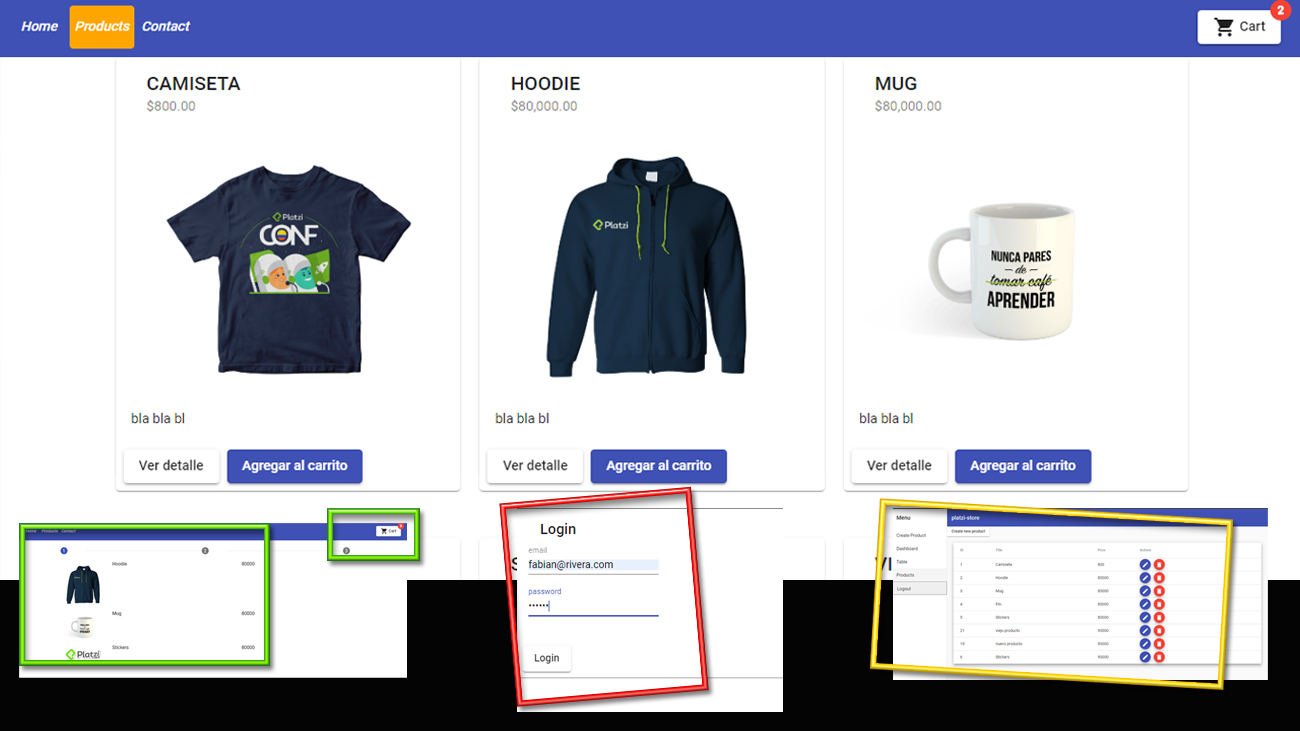 Home Products Contact
2
Cart
CAMISETA
$800.00
Platzi
CONF
bla bla bl
Ver detalle
Agregar al carrito
HOODIE
$80,000.00
Platzi
bla bla bl
Ver detalle
Agregar al carrito
MUG
$80,000.00
NUNCA PARES
de
tomar café
APRENDER
bla bla bl
Ver detalle
Agregar al carrito
Products Contact
Cart
1
2
3
Hoodie 80000
Mug 80000
Stickers 80000
Platzi
Login
email
fabian@rivera.com
password
Login
Menu
Create Product
Dashboard
Table
Products
Logout
platzi-store
Create new product
ID Title Price Actions
1 Camiseta 800
2 Hoodie 80000
3 Mug 80000
4 Pin 80000
5 Stickers 80000
21 viejo producto 90000
19 nuevo producto 90000
6 Stickers 80000